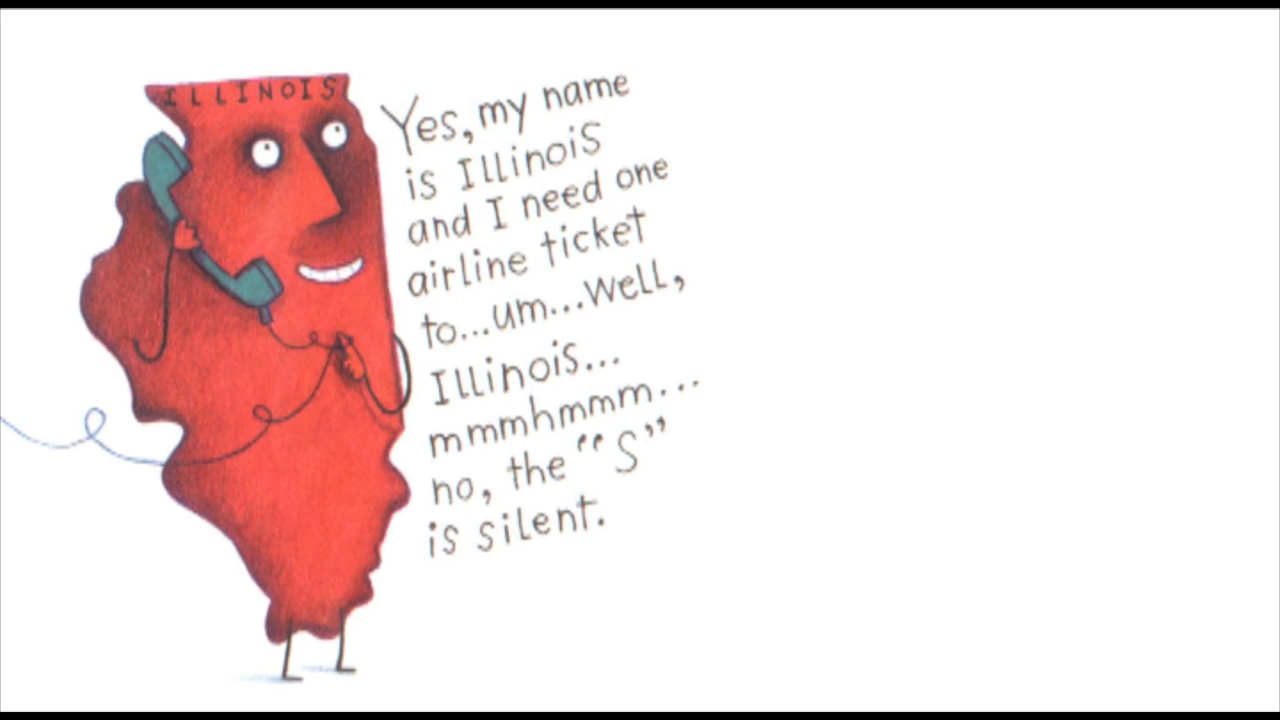 ILLINOIS
Yes, my name
is Illinois
and I need one
airline ticket
to...um...well,
Illinois...
mmmhmmm...
no, the "S"
is silent.